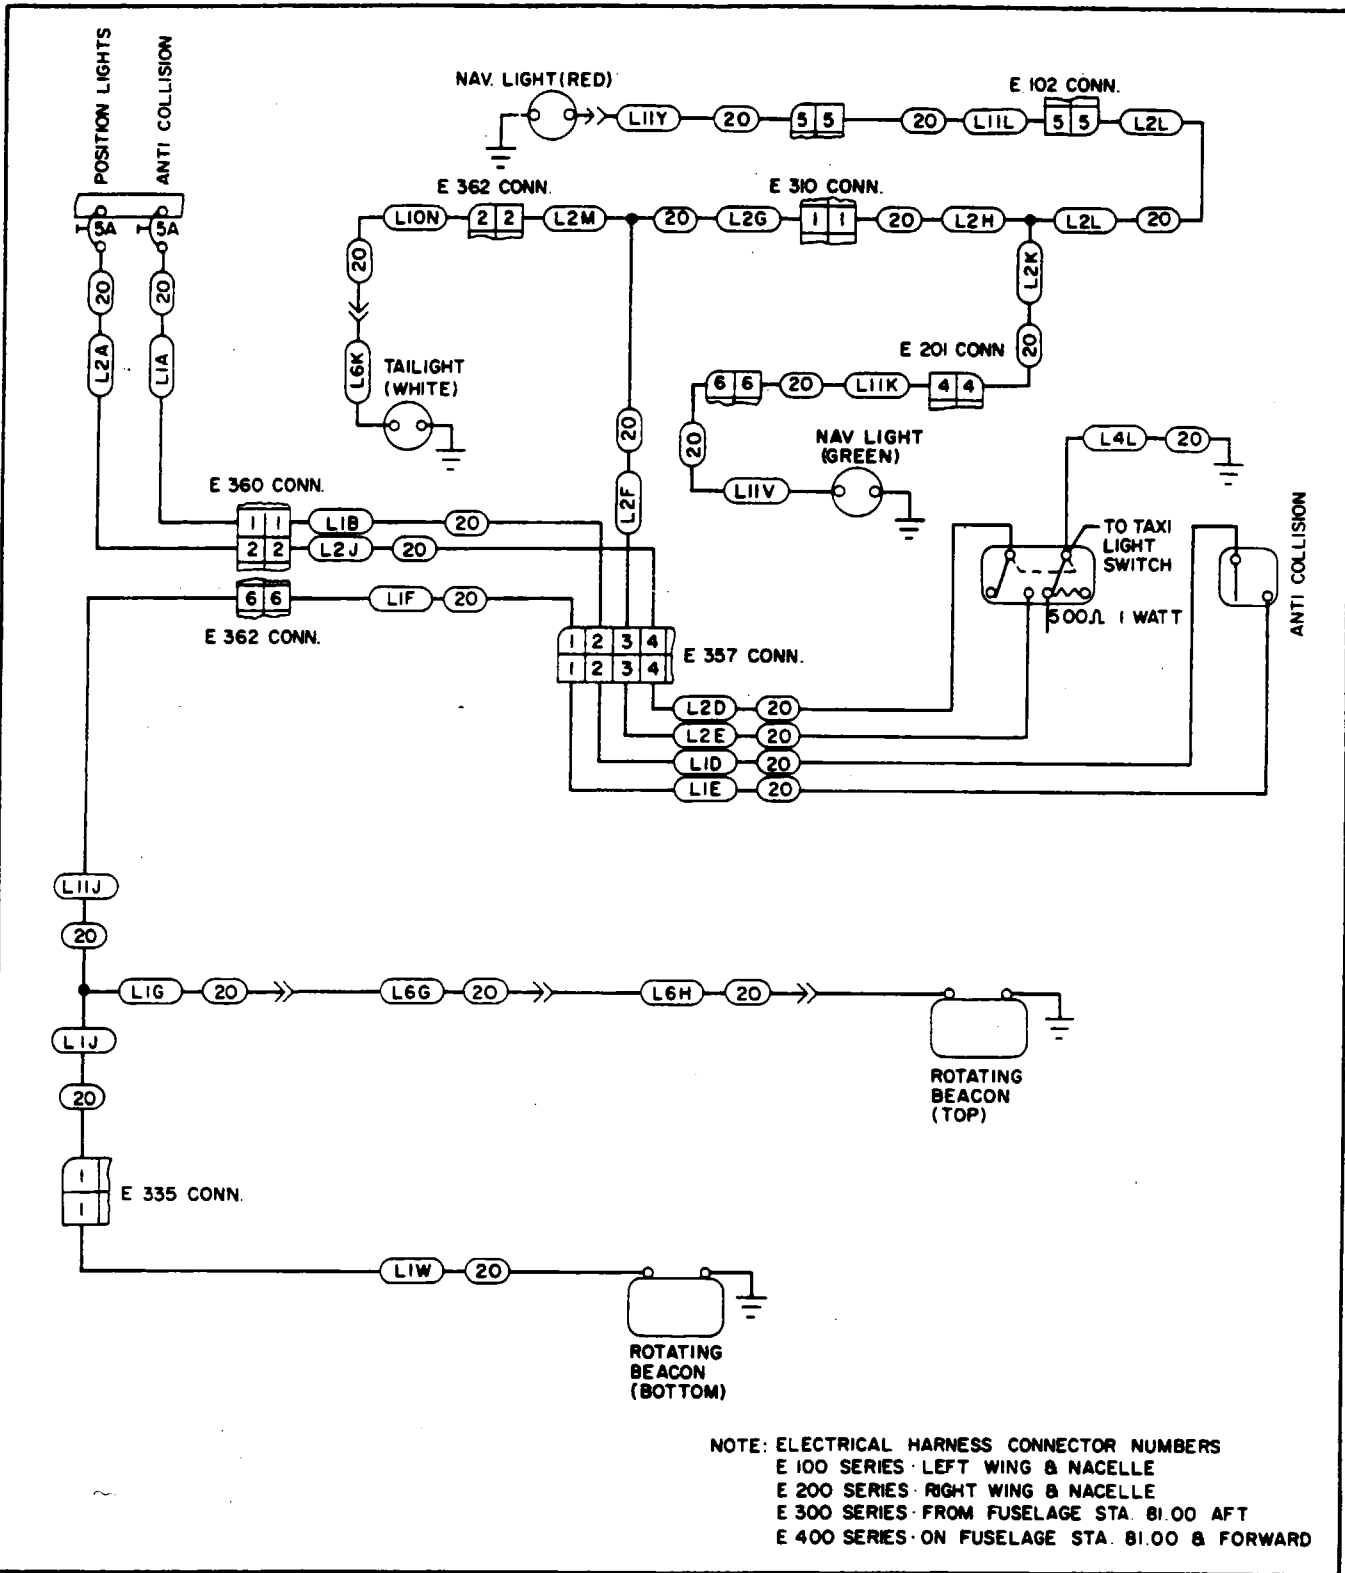 POSITION LIGHTS
ANTI COLLISION
5A
5A
20
20
L2A
L1A
NAV. LIGHT(RED)
L11Y
20
5 5
20
L11L
E 102 CONN.
5 5
L2L
E 362 CONN.
L10N
2 2
L2M
20
L2G
E 310 CONN.
1 1
20
L2H
L2L
20
20
L6K
TAILIGHT
(WHITE)
L2K
20
E 201 CONN
6 6
20
L11K
4 4
20
L11V
NAV LIGHT
(GREEN)
20
L2F
L4L
20
TO TAXI
LIGHT
SWITCH
500Ω 1 WATT
ANTI COLLISION
E 360 CONN.
1 1
L1B
20
2 2
L2J
20
6 6
L1F
20
E 362 CONN.
1 2 3 4
1 2 3 4
E 357 CONN.
L2D
20
L2E
20
L1D
20
L1E
20
L11J
20
L1G
20
L6G
20
L6H
20
ROTATING
BEACON
(TOP)
L1J
20
1
1
E 335 CONN.
L1W
20
ROTATING
BEACON
(BOTTOM)
NOTE: ELECTRICAL HARNESS CONNECTOR NUMBERS
E 100 SERIES · LEFT WING & NACELLE
E 200 SERIES · RIGHT WING & NACELLE
E 300 SERIES · FROM FUSELAGE STA. 81.00 AFT
E 400 SERIES · ON FUSELAGE STA. 81.00 & FORWARD